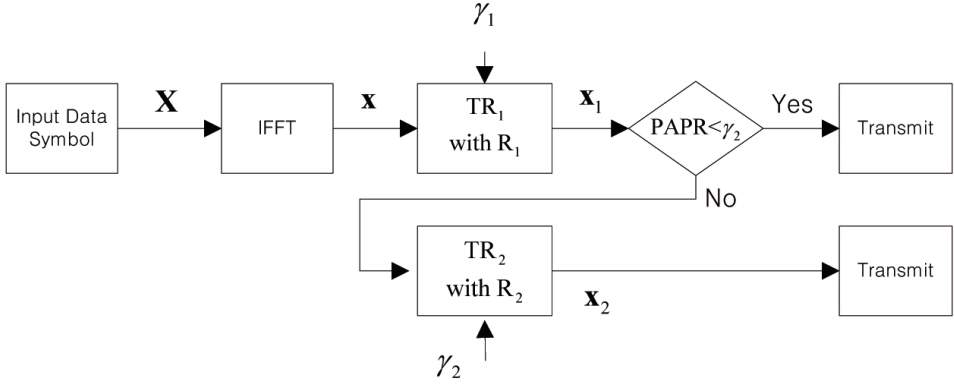 γ₁
Input Data
Symbol
X
IFFT
x
TR₁
with R₁
x₁
PAPR<γ₂
Yes
Transmit
No
TR₂
with R₂
x₂
Transmit
γ₂